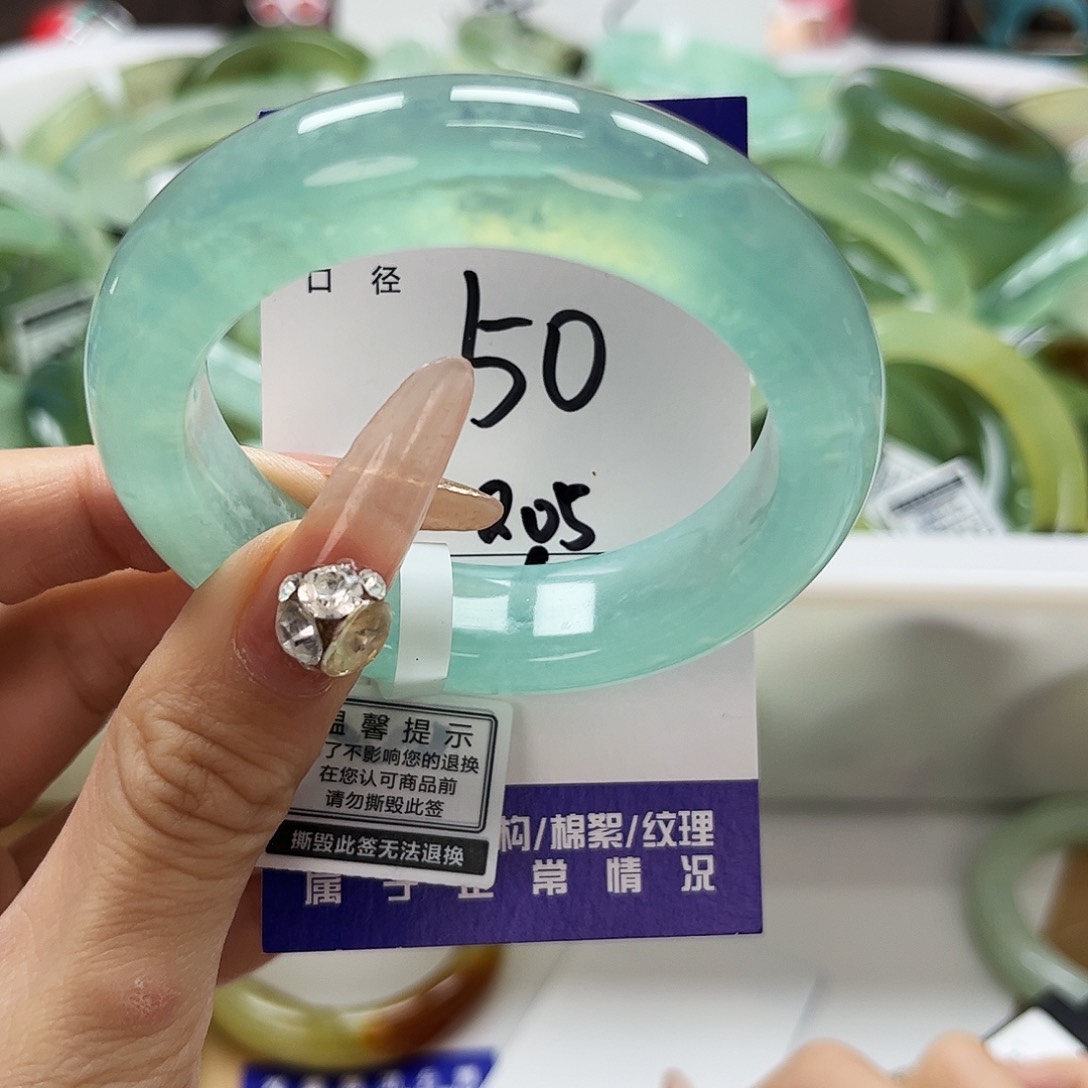 口 径
50
205
温 馨 提 示
了不影响您的退换
在您认可商品前
请勿撕毁此签
撕毁此签无法退换
构/棉絮/纹理
属 于 正 常 情 况